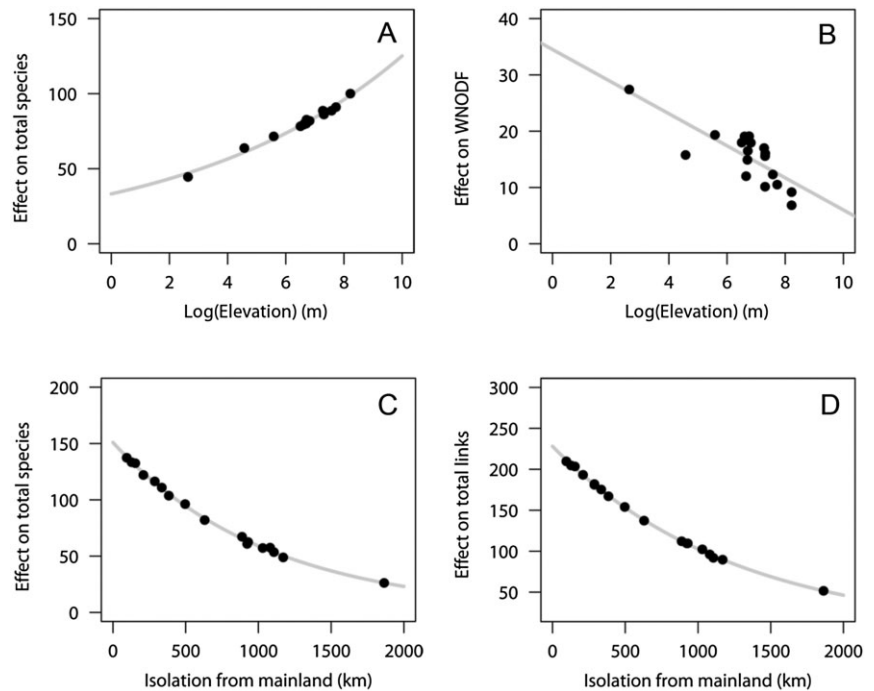 A
Effect on total species
150
100
50
0
0 2 4 6 8 10
Log(Elevation) (m)
B
Effect on WNODF
40
30
20
10
0
0 2 4 6 8 10
Log(Elevation) (m)
C
Effect on total species
200
150
100
50
0
0 500 1000 1500 2000
Isolation from mainland (km)
D
Effect on total links
300
250
200
150
100
50
0 500 1000 1500 2000
Isolation from mainland (km)